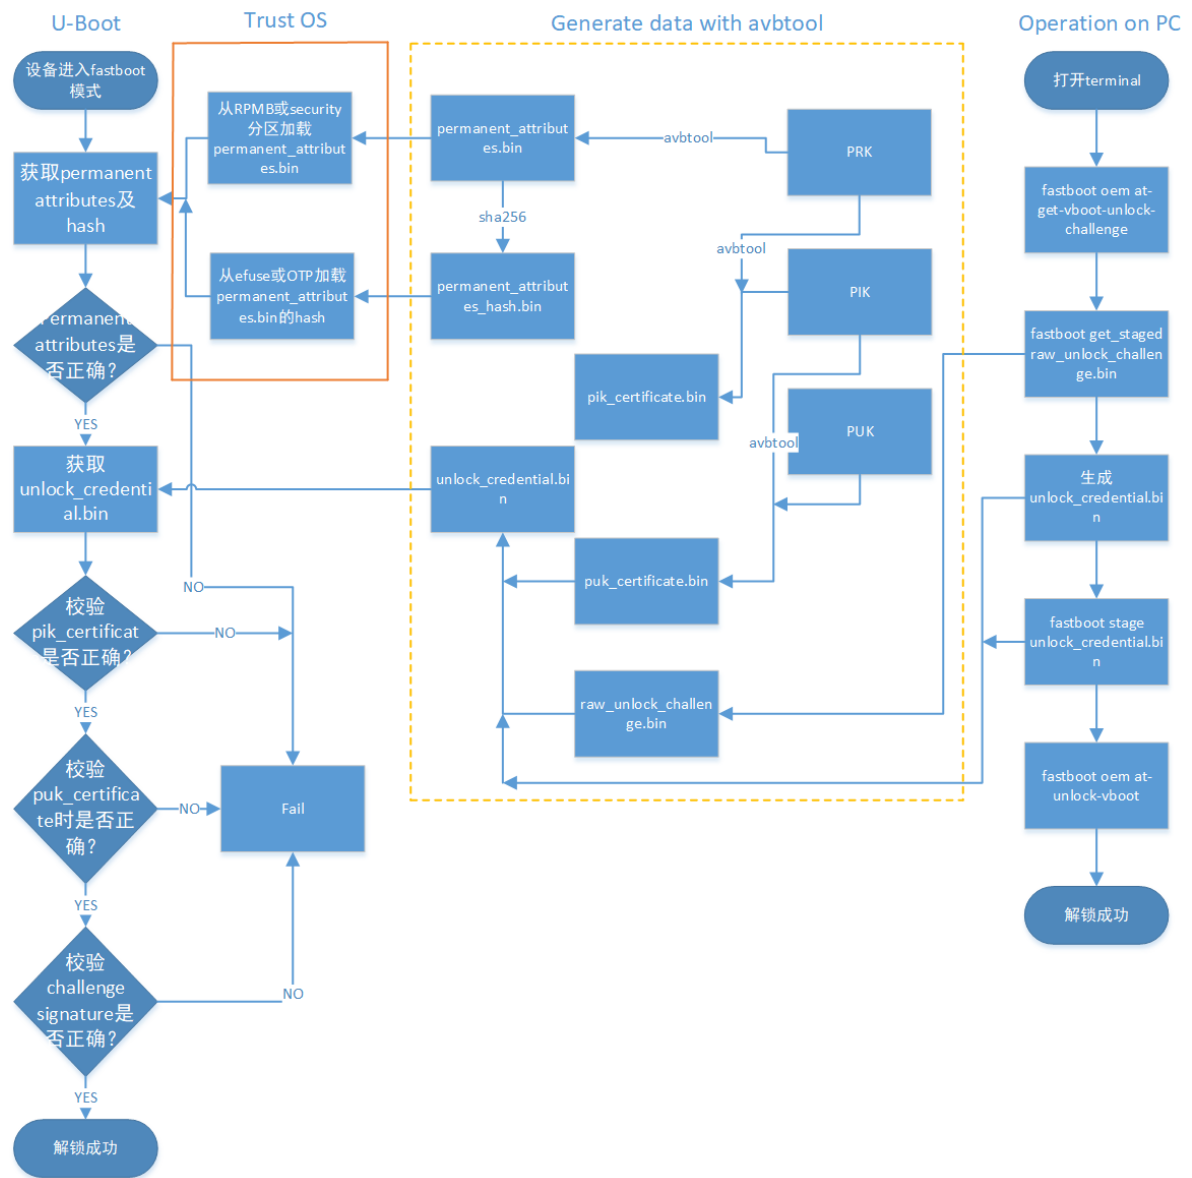 U-Boot
设备进入fastboot
模式
获取permanent
attributes及
hash
Permanent
attributes是
否正确？
YES
获取
unlock_credenti
al.bin
校验
pik_certificat
是否正确？
YES
校验
puk_certifica
te时是否正
确？
YES
校验
challenge
signature是
否正确？
YES
解锁成功
NO
NO
NO
NO
Fail
Trust OS
从RPMB或security
分区加载
permanent_attribut
es.bin
从efuse或OTP加载
permanent_attribut
es.bin的hash
Generate data with avbtool
permanent_attribut
es.bin
sha256
permanent_attribut
es_hash.bin
avbtool
PRK
avbtool
PIK
pik_certificate.bin
avbtool
PUK
unlock_credential.bi
n
puk_certificate.bin
raw_unlock_challe
nge.bin
Operation on PC
打开terminal
fastboot oem at-
get-vboot-unlock-
challenge
fastboot get_staged
raw_unlock_challen
ge.bin
生成
unlock_credential.bi
n
fastboot stage
unlock_credential.bi
n
fastboot oem at-
unlock-vboot
解锁成功